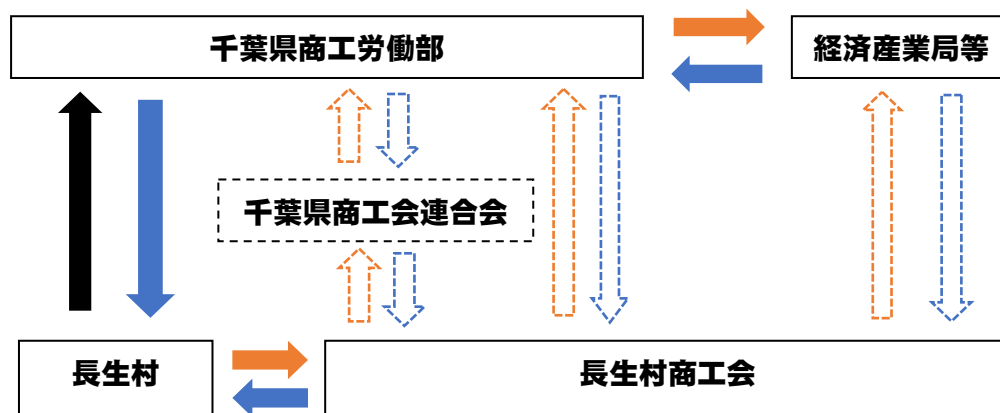 千葉県商工労働部
経済産業局等
千葉県商工会連合会
長生村
長生村商工会